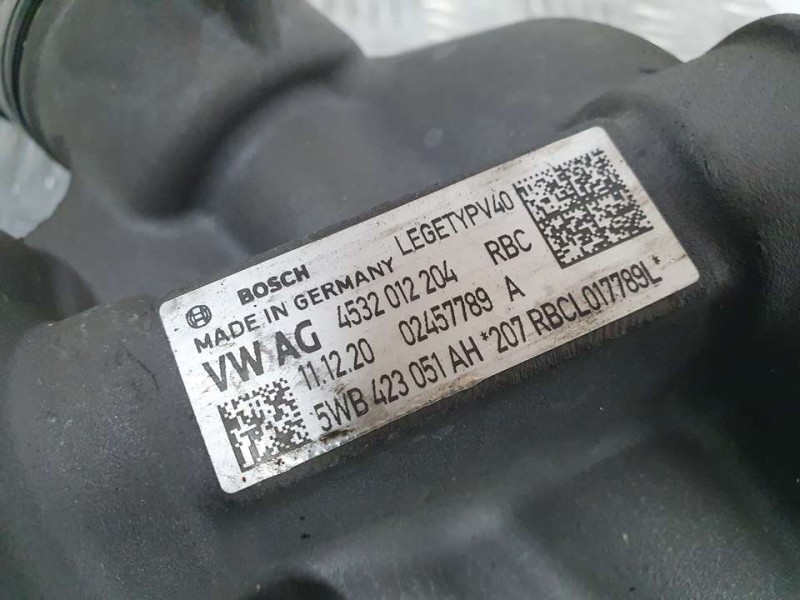 BOSCH
MADE IN GERMANY LEGETYPV40
VW AG 4532 012 204 RBC
11.12.20 02457789 A
5WB 423 051 AH *207 RBCL017789L*